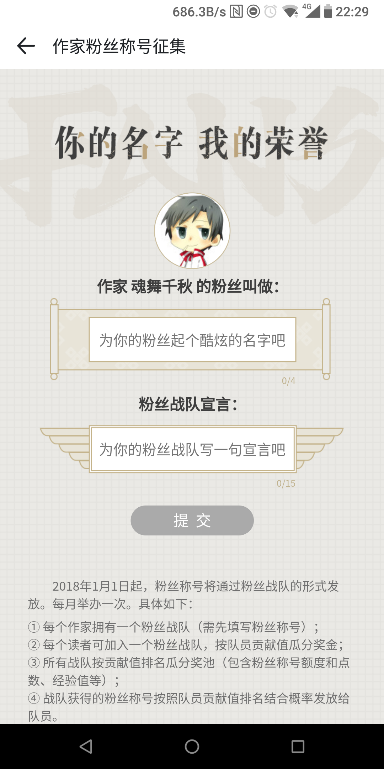 686.3B/s 4G 22:29
作家粉丝称号征集
你的名字 我的荣誉
作家 魂舞千秋 的粉丝叫做：
为你的粉丝起个酷炫的名字吧
0/4
粉丝战队宣言：
为你的粉丝战队写一句宣言吧
0/15
提 交
2018年1月1日起，粉丝称号将通过粉丝战队的形式发
放。每月举办一次。具体如下：
① 每个作家拥有一个粉丝战队（需先填写粉丝称号）；
② 每个读者可加入一个粉丝战队，按队员贡献值瓜分奖金；
③ 所有战队按贡献值排名瓜分奖池（包含粉丝称号额度和点
数、经验值等）；
④ 战队获得的粉丝称号按照队员贡献值排名结合概率发放给
队员。